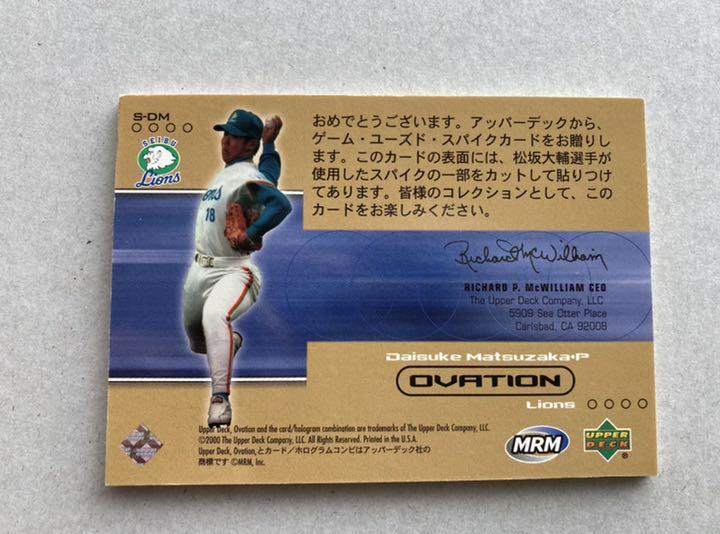 S-DM
SEIBU
Lions
おめでとうございます。アッパーデックから、
ゲーム・ユーズド・スパイクカードをお贈りし
ます。このカードの表面には、松坂大輔選手が
使用したスパイクの一部をカットして貼りつけ
てあります。皆様のコレクションとして、この
カードをお楽しみください。
ons
18
Richard McWilliam
RICHARD P. McWILLIAM CEO
The Upper Deck Company, LLC
5909 Sea Otter Place
Carlsbad, CA 92008
Daisuke Matsuzaka•P
OVATION
Lions
Upper Deck, Ovation and the card/hologram combination are trademarks of The Upper Deck Company, LLC.
©2000 The Upper Deck Company, LLC. All Rights Reserved. Printed in the U.S.A.
Upper Deck, Ovation,とカード／ホログラムコンビはアッパーデック社の
商標です ©MRM, Inc.
MRM
UPPER
DECK
®